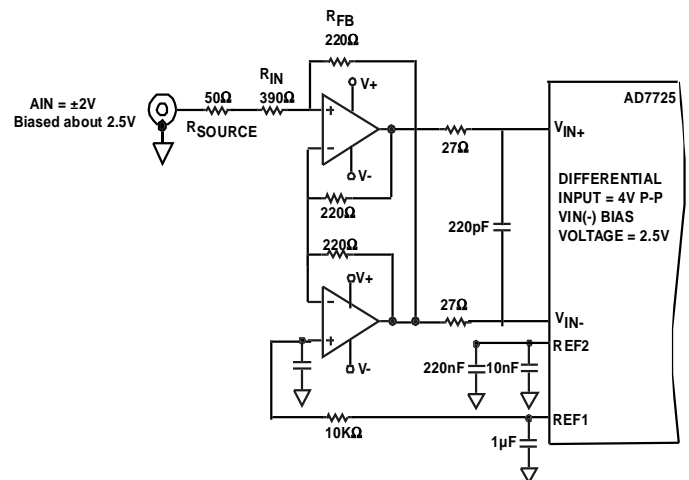 RFB
220Ω
RIN
390Ω
50Ω
RSOURCE
AIN = ±2V
Biased about 2.5V
+
–
V+
V-
220Ω
220Ω
–
+
V+
V-
27Ω
27Ω
220pF
AD7725
VIN+
DIFFERENTIAL
INPUT = 4V P-P
VIN(-) BIAS
VOLTAGE = 2.5V
VIN-
REF2
220nF
10nF
REF1
10KΩ
1µF